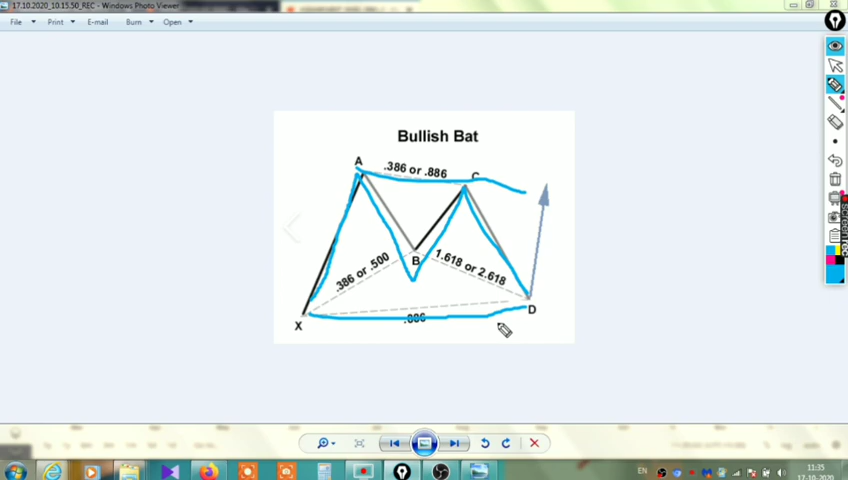 17.10.2020_10.15.50_REC - Windows Photo Viewer
File Print E-mail Burn Open
Bullish Bat
A
.386 or .886
C
B
.386 or .500
1.618 or 2.618
D
.886
X
screenrec
EN
11:35
17-10-2020